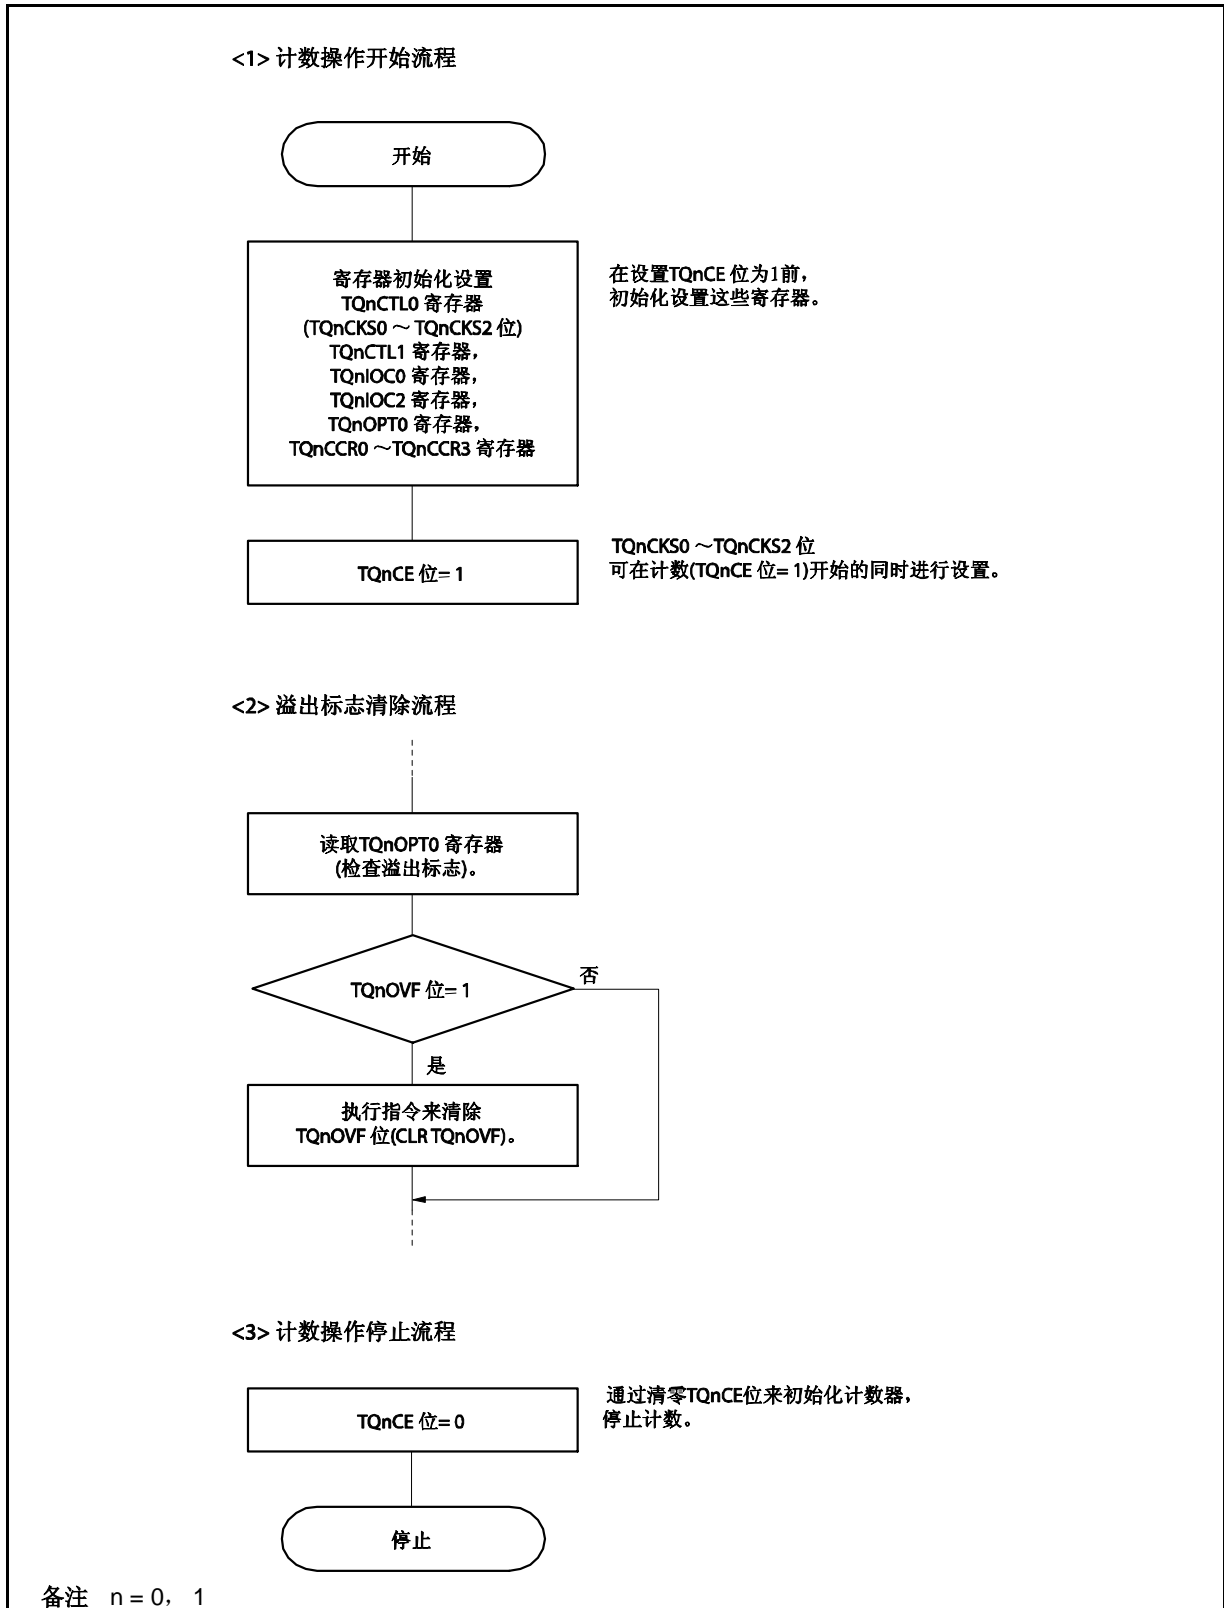 <1> 计数操作开始流程
开始
寄存器初始化设置
TQnCTL0 寄存器
(TQnCKS0 ～ TQnCKS2 位)
TQnCTL1 寄存器，
TQnIOC0 寄存器，
TQnIOC2 寄存器，
TQnOPT0 寄存器，
TQnCCR0 ～TQnCCR3 寄存器
在设置TQnCE 位为1前，
初始化设置这些寄存器。
TQnCE 位= 1
TQnCKS0 ～TQnCKS2 位
可在计数(TQnCE 位= 1)开始的同时进行设置。
<2> 溢出标志清除流程
读取TQnOPT0 寄存器
(检查溢出标志)。
TQnOVF 位= 1
否
是
执行指令来清除
TQnOVF 位(CLR TQnOVF)。
<3> 计数操作停止流程
TQnCE 位= 0
通过清零TQnCE位来初始化计数器，
停止计数。
停止
备注 n = 0， 1